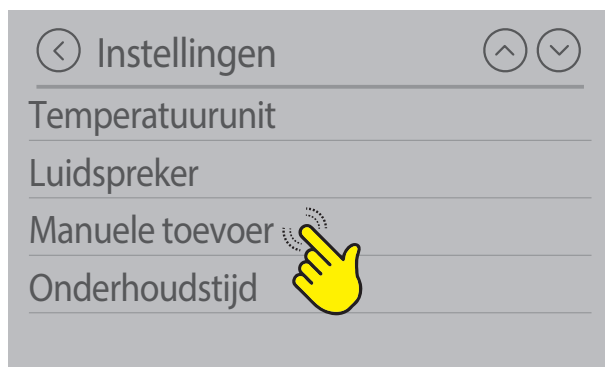 Instellingen
Temperatuurunit
Luidspreker
Manuele toevoer
Onderhoudstijd